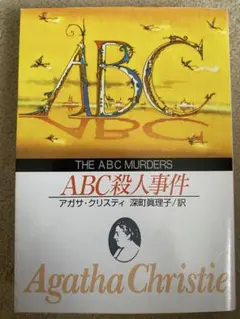 ABC
THE ABC MURDERS
ABC殺人事件
アガサ・クリスティ 深町眞理子/訳
Agatha Christie